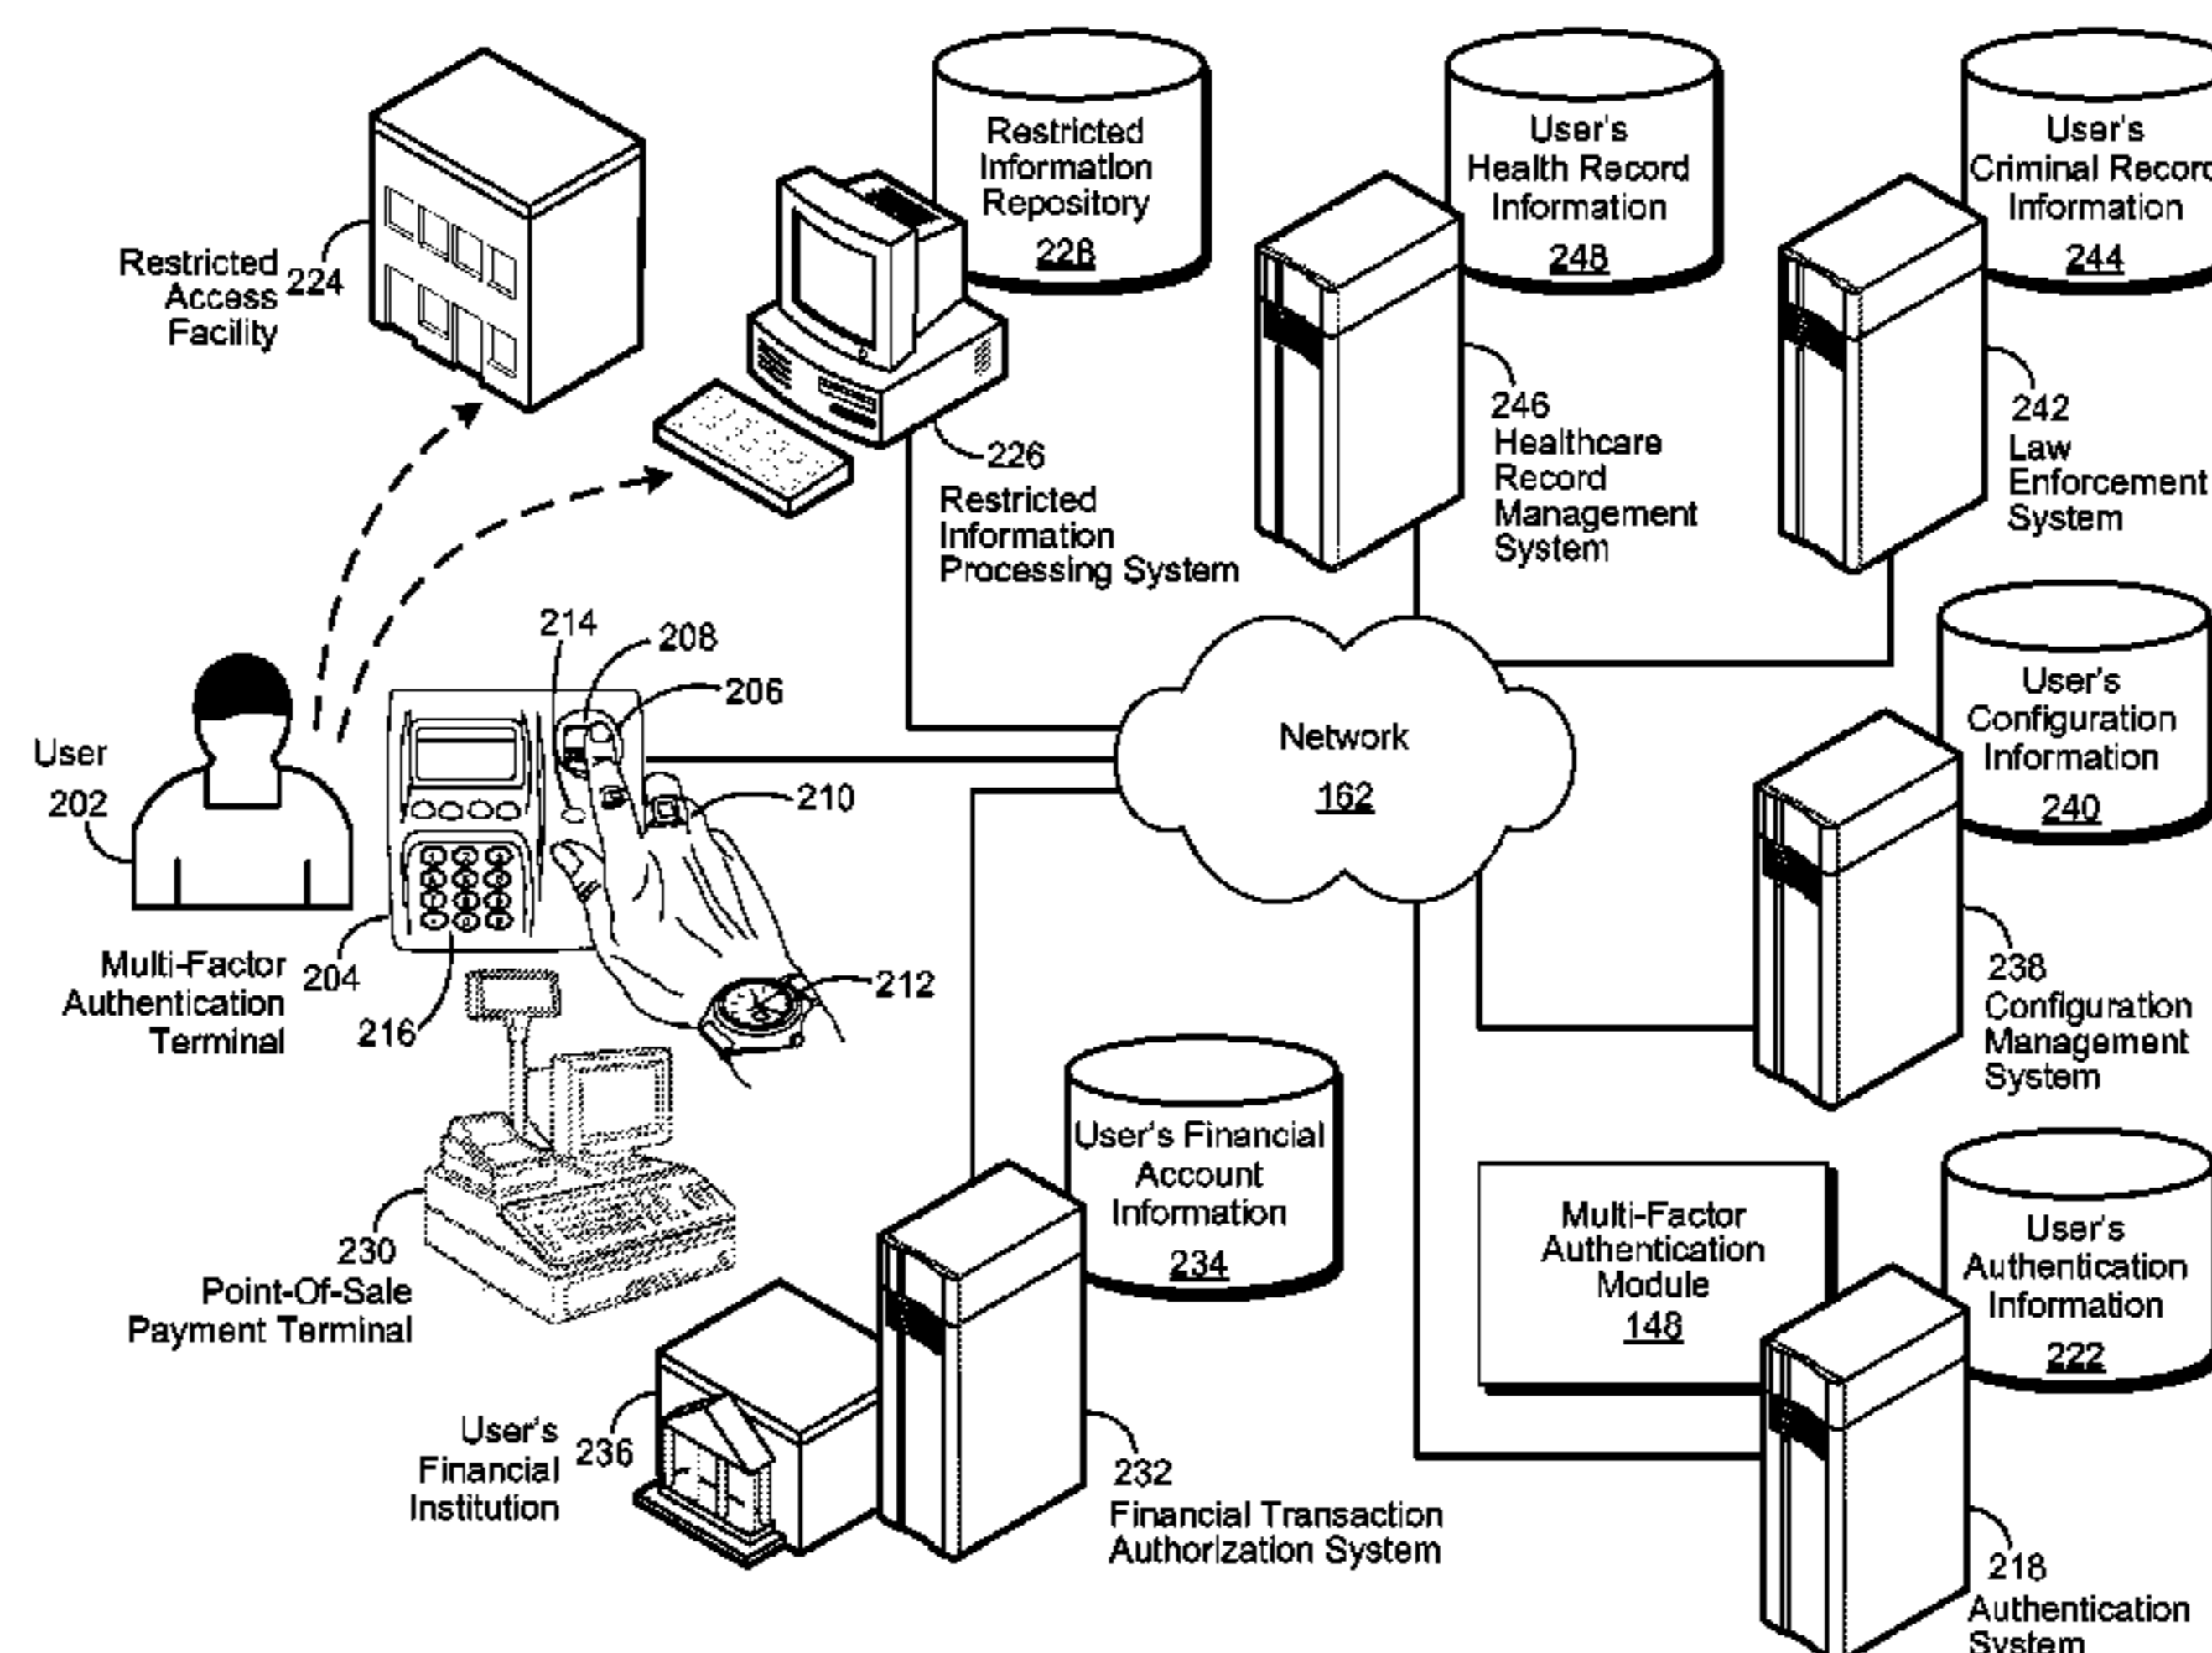 Restricted
Information
Repository
228
User's
Health Record
Information
248
User's
Criminal Record
Information
244
Restricted
Access
Facility
224
226
Restricted
Information
Processing System
246
Healthcare
Record
Management
System
242
Law
Enforcement
System
214
208
206
210
212
User
202
Network
162
User's
Configuration
Information
240
Multi-Factor
Authentication
Terminal
204
216
238
Configuration
Management
System
User's Financial
Account
Information
234
230
Point-Of-Sale
Payment Terminal
Multi-Factor
Authentication
Module
148
User's
Authentication
Information
222
User's
Financial
Institution
236
232
Financial Transaction
Authorization System
218
Authentication
System